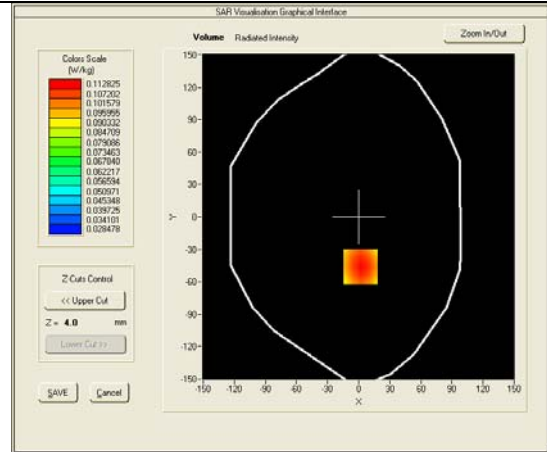 SAR Visualisation Graphical Interface
Volume Radiated Intensity
Zoom In/Out
Colors Scale
(W/kg)
0.112825
0.107202
0.101579
0.095955
0.090332
0.084709
0.079086
0.073463
0.067840
0.062217
0.056594
0.050971
0.045348
0.039725
0.034101
0.028478
Z Cuts Control
<< Upper Cut
Z = 4.0 mm
Lower Cut >>
SAVE
Cancel
150
120
90
60
30
0
-30
-60
-90
-120
-150
Y
-150 -120 -90 -60 -30 0 30 60 90 120 150
X